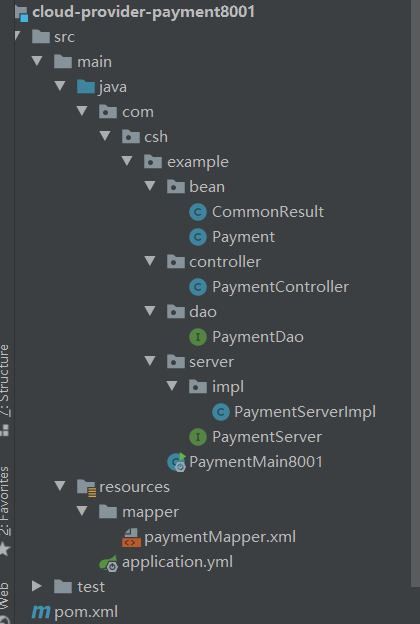 cloud-provider-payment8001
src
main
java
com
csh
example
bean
CommonResult
Payment
controller
PaymentController
dao
PaymentDao
server
impl
PaymentServerImpl
PaymentServer
PaymentMain8001
resources
mapper
paymentMapper.xml
application.yml
test
pom.xml
7: Structure
2: Favorites
Web